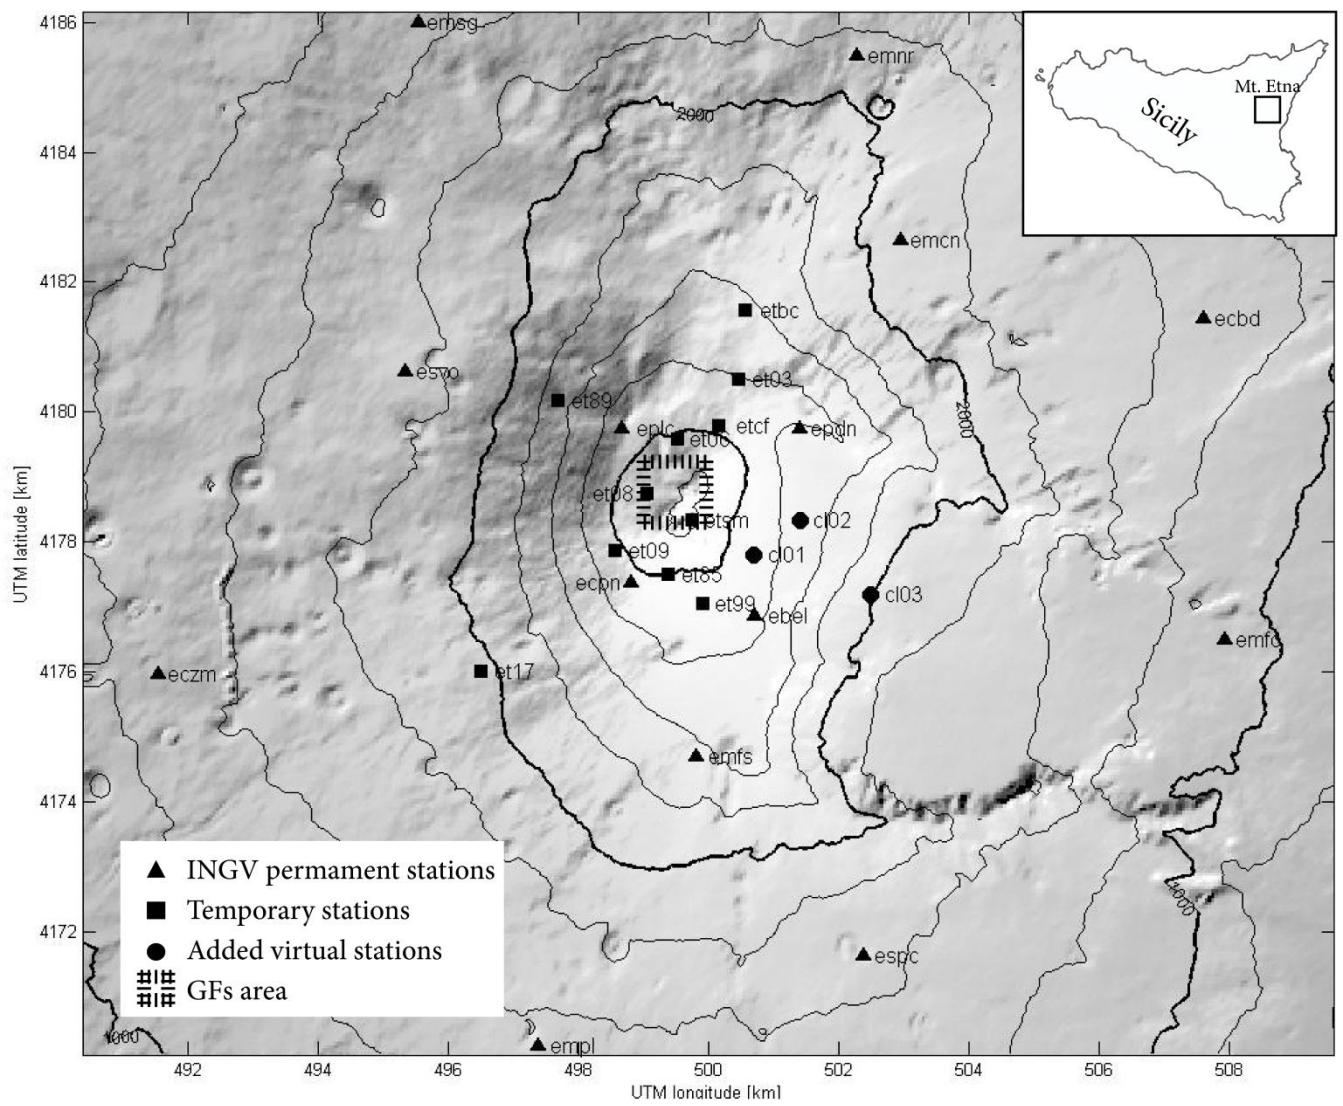 4186
emsg
emnr
Mt. Etna
Sicily
2000
4184
emcn
4182
etbc
ecbd
esvo
et03
et89
2000
4180
eplc
etcf
epdn
et06
et08
etsm
cl02
4178
et09
cl01
ecpn
et85
et99
ebel
cl03
emfc
4176
eczm
et17
emfs
4174
INGV permament stations
1000
Temporary stations
4172
Added virtual stations
espc
GFs area
1000
empl
492
494
496
498
500
502
504
506
508
UTM longitude [km]
UTM latitude [km]